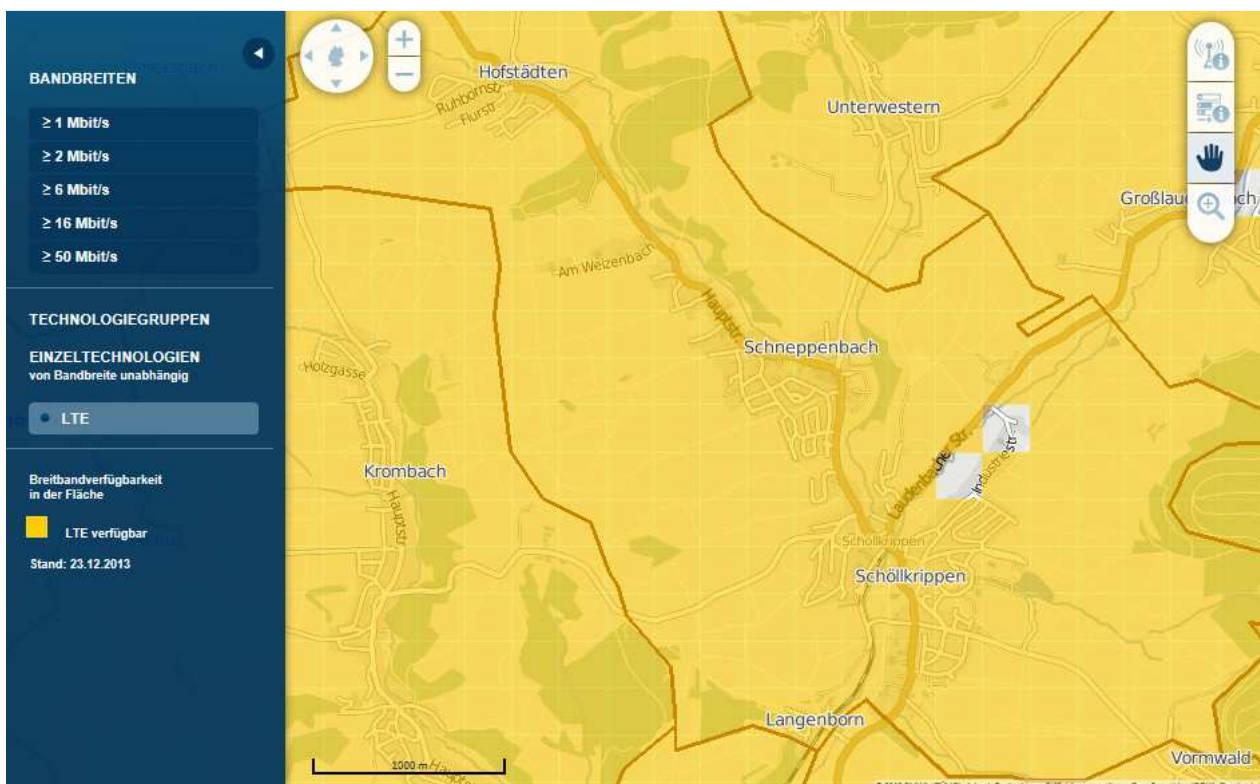 BANDBREITEN
≥ 1 Mbit/s
≥ 2 Mbit/s
≥ 6 Mbit/s
≥ 16 Mbit/s
≥ 50 Mbit/s
TECHNOLOGIEGRUPPEN
EINZELTECHNOLOGIEN
von Bandbreite unabhängig
LTE
Breitbandverfügbarkeit
in der Fläche
LTE verfügbar
Stand: 23.12.2013
Hofstädten
Ruhbornstr
Flurstr
Unterwestern
Am Weizenbach
Hauptstr.
Schneppenbach
Holzgasse
Krombach
Hauptstr
Laudenbacher Str.
Industriestr.
Schöllkrippen
Schöllkrippen
Langenborn
Vormwald
1000 m